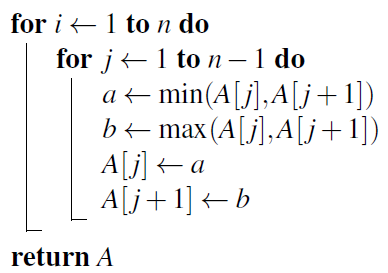 for i ← 1 to n do
for j ← 1 to n − 1 do
a ← min(A[j],A[j+1])
b ← max(A[j],A[j+1])
A[j] ← a
A[j+1] ← b
return A